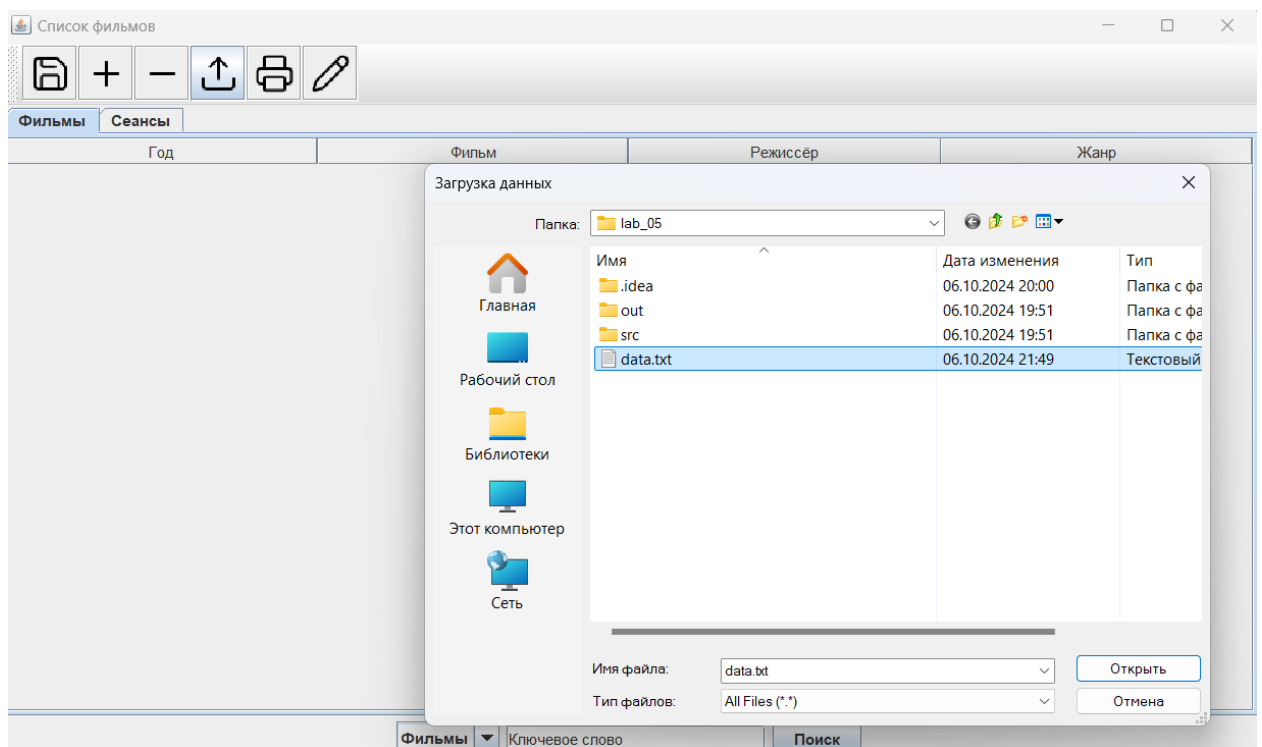 Список фильмов
Фильмы Сеансы
Год Фильм Режиссёр Жанр
Загрузка данных
Папка: lab_05
Имя Дата изменения Тип
.idea 06.10.2024 20:00 Папка с фа
out 06.10.2024 19:51 Папка с фа
src 06.10.2024 19:51 Папка с фа
data.txt 06.10.2024 21:49 Текстовый
Главная
Рабочий стол
Библиотеки
Этот компьютер
Сеть
Имя файла: data.txt Открыть
Тип файлов: All Files (*.*) Отмена
Фильмы Ключевое слово Поиск